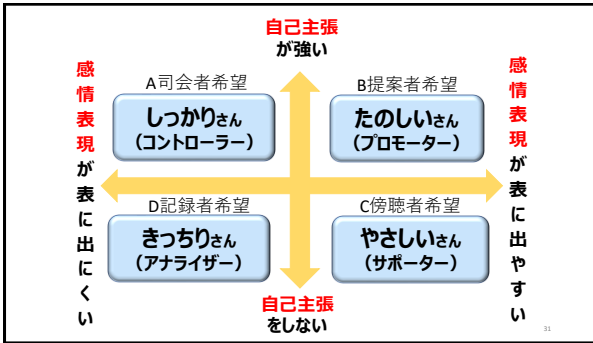 自己主張
が強い
感情表現が表に出にくい
A司会者希望
しっかりさん
（コントローラー）
B提案者希望
たのしいさん
（プロモーター）
感情表現が表に出やすい
D記録者希望
きっちりさん
（アナライザー）
C傍聴者希望
やさしいさん
（サポーター）
自己主張
をしない
31